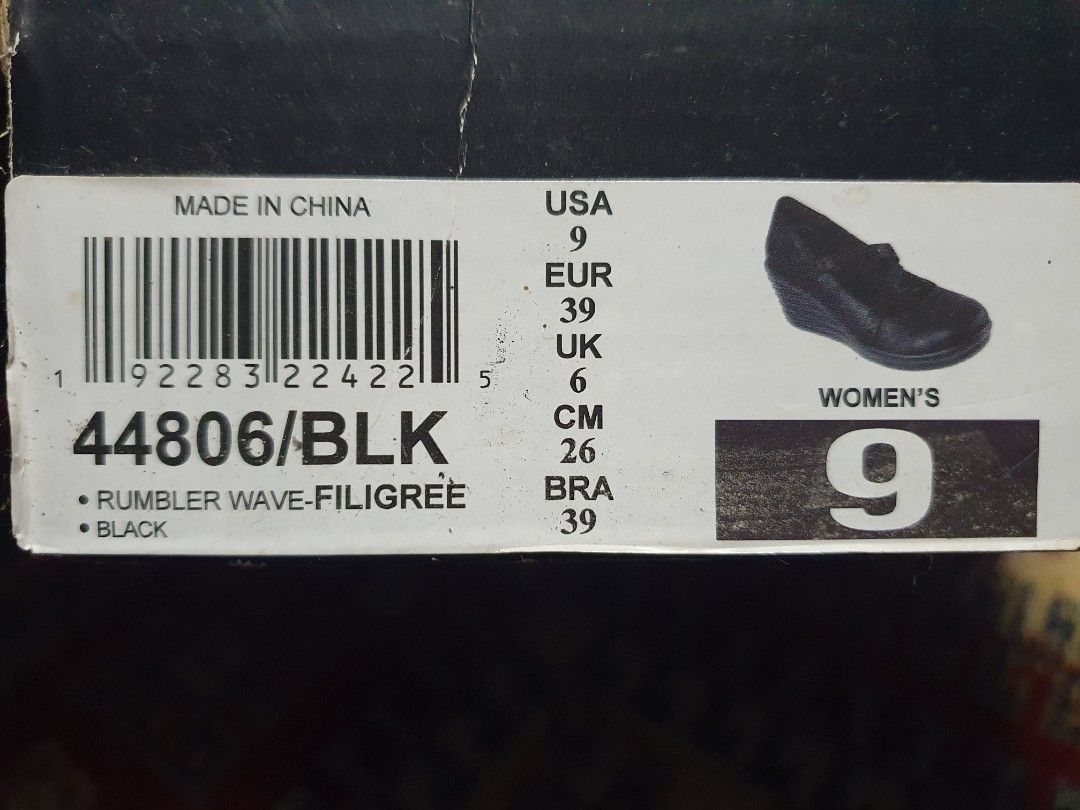 MADE IN CHINA
1 92283 22422 5
44806/BLK
• RUMBLER WAVE-FILIGREE
• BLACK
USA
9
EUR
39
UK
6
CM
26
BRA
39
WOMEN'S
9